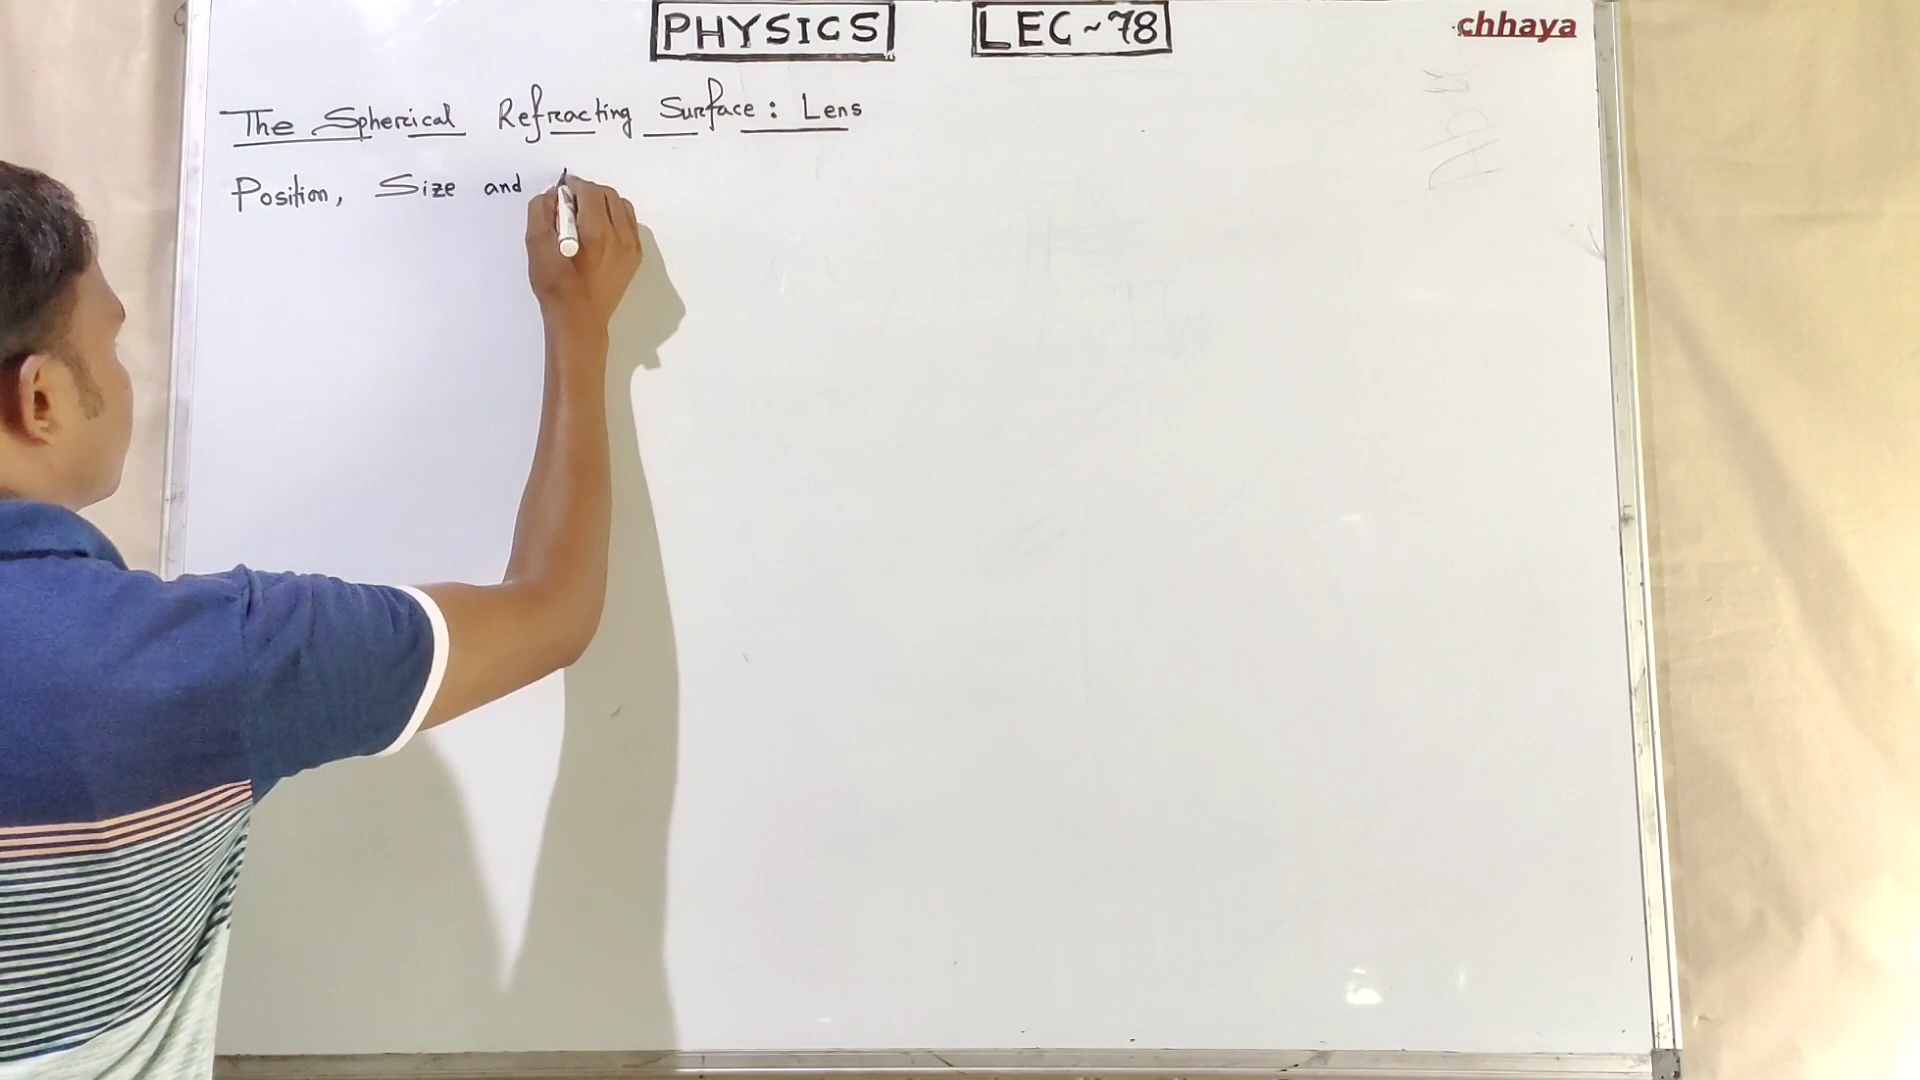 PHYSICS LEC~78
chhaya
The Spherical Refracting Surface: Lens
Position, Size and